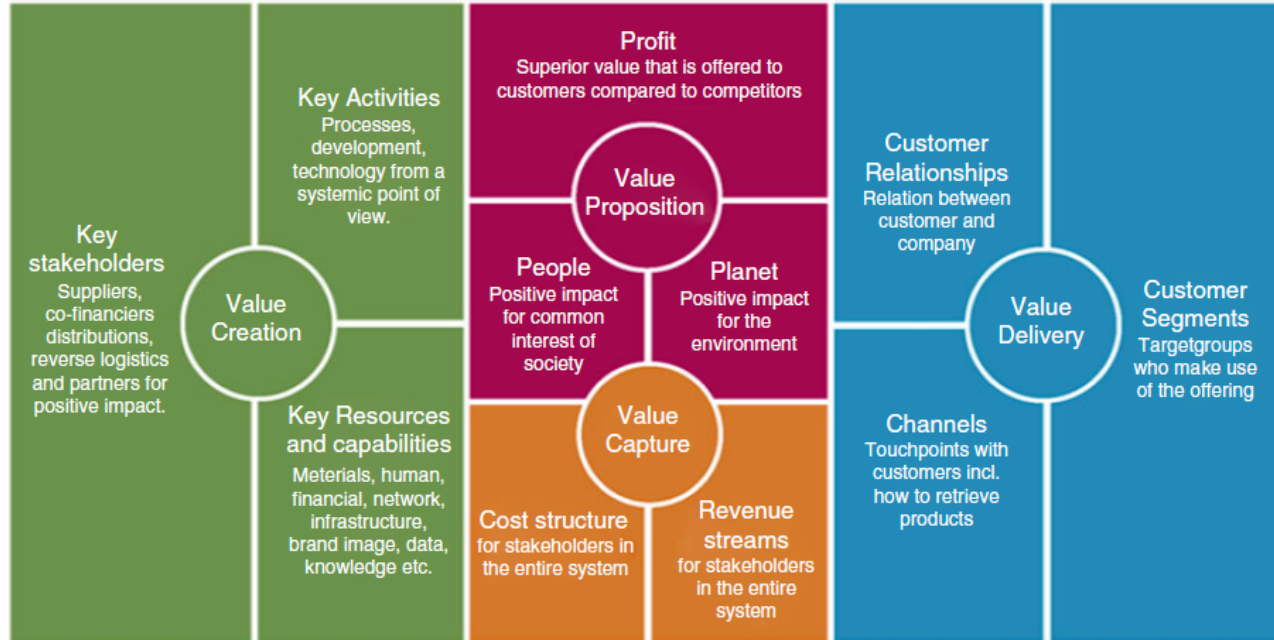 Key
stakeholders
Suppliers,
co-financiers
distributions,
reverse logistics
and partners for
positive impact.
Value
Creation
Key Activities
Processes,
development,
technology from a
systemic point of
view.
Key Resources
and capabilities
Meterials, human,
financial, network,
infrastructure,
brand image, data,
knowledge etc.
Profit
Superior value that is offered to
customers compared to competitors
Value
Proposition
People
Positive impact
for common
interest of
society
Planet
Positive impact
for the
environment
Value
Capture
Cost structure
for stakeholders in
the entire system
Revenue
streams
for stakeholders
in the entire
system
Customer
Relationships
Relation between
customer and
company
Value
Delivery
Channels
Touchpoints with
customers incl.
how to retrieve
products
Customer
Segments
Targetgroups
who make use
of the offering